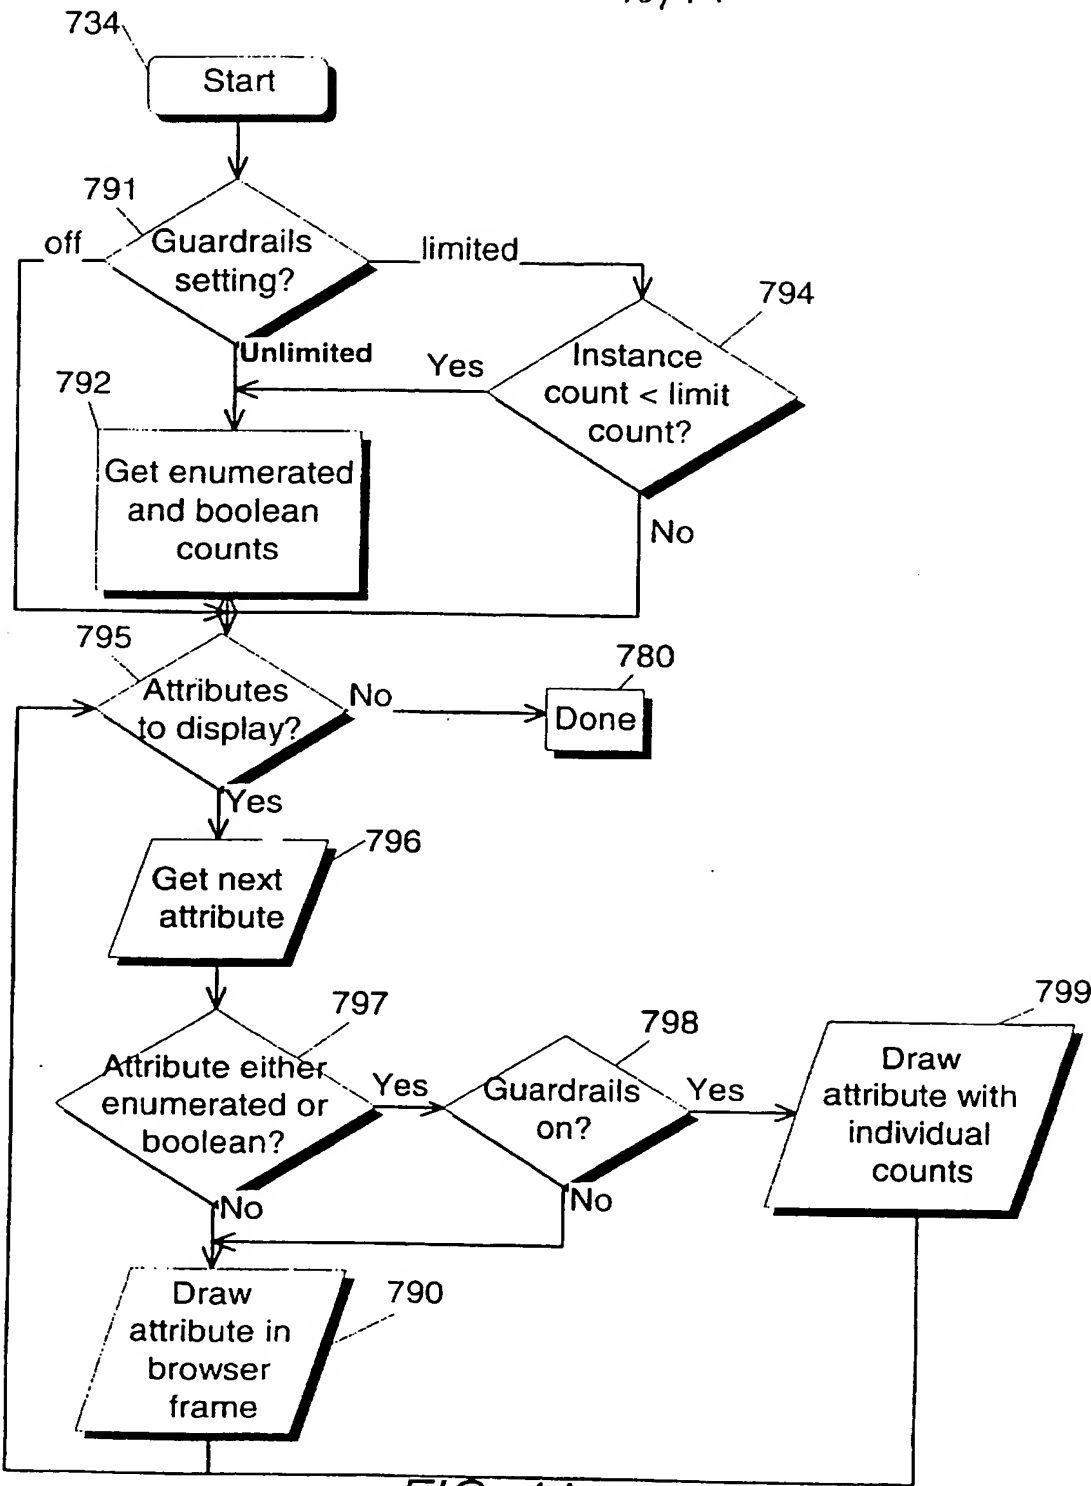 734
Start
791
off
Guardrails
setting?
limited
794
Unlimited
Yes
Instance
count < limit
count?
792
Get enumerated
and boolean
counts
No
795
Attributes
to display?
No
780
Done
Yes
796
Get next
attribute
797
Attribute either
enumerated or
boolean?
Yes
798
Guardrails
on?
Yes
799
Draw
attribute with
individual
counts
No
No
790
Draw
attribute in
browser
frame